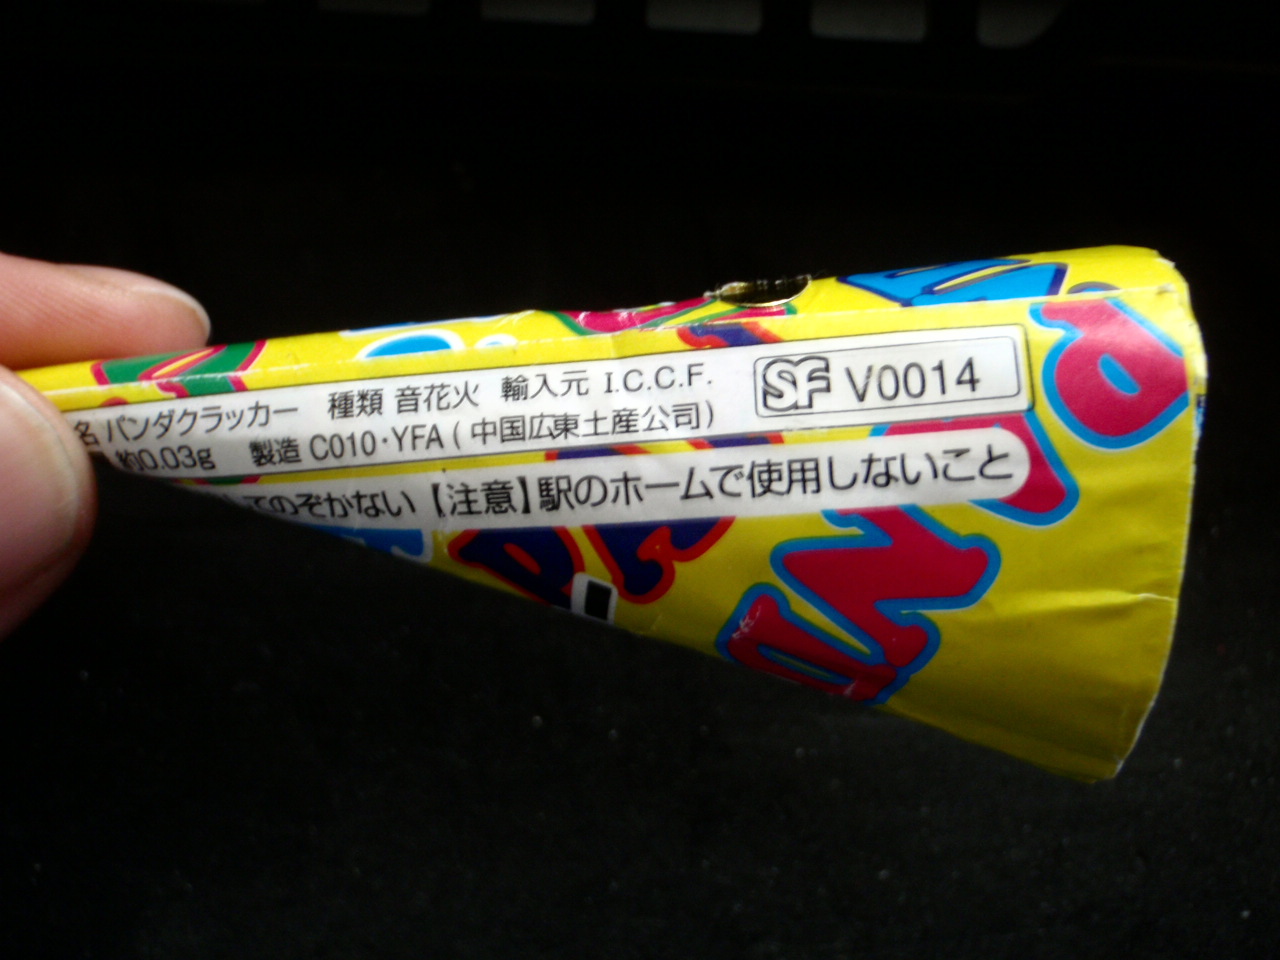 名 パンダクラッカー 種類 音花火 輸入元 I.C.C.F.
約0.03g 製造 C010・YFA (中国広東土産公司)
SF V0014
てのぞかない【注意】駅のホームで使用しないこと